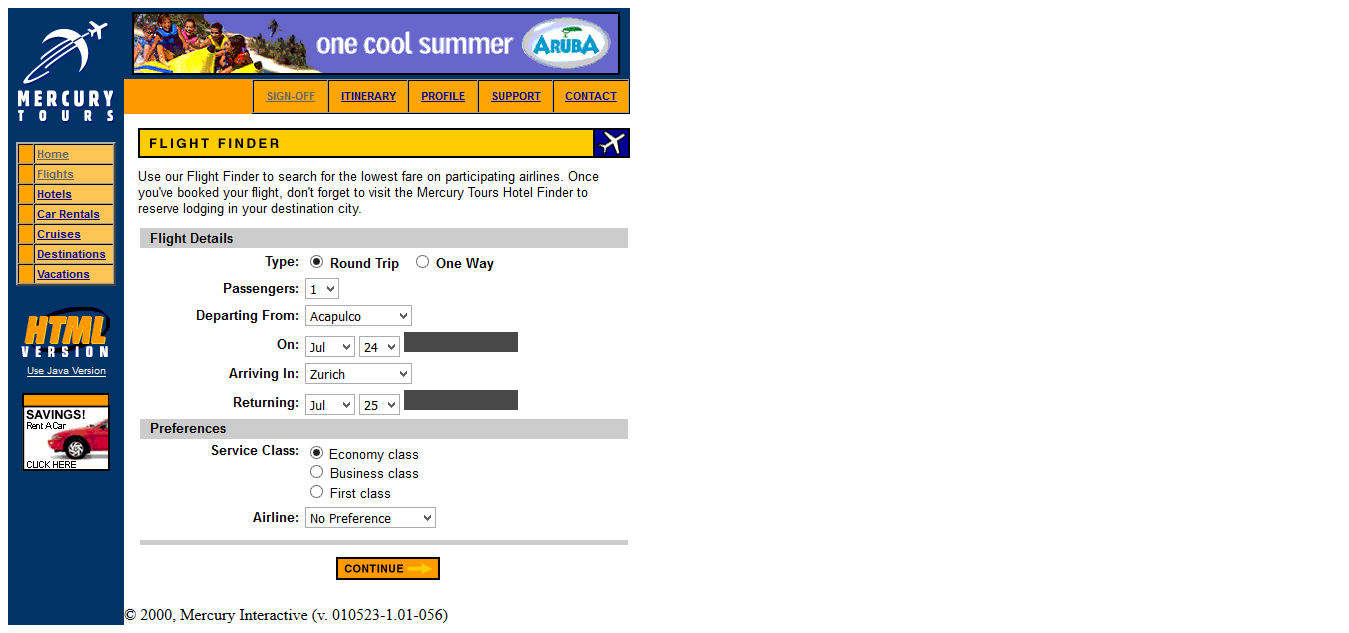 MERCURY
TOURS
one cool summer ARUBA
SIGN-OFF ITINERARY PROFILE SUPPORT CONTACT
Home
Flights
Hotels
Car Rentals
Cruises
Destinations
Vacations
HTML
VERSION
Use Java Version
SAVINGS!
Rent A Car
CLICK HERE
FLIGHT FINDER
Use our Flight Finder to search for the lowest fare on participating airlines. Once
you've booked your flight, don't forget to visit the Mercury Tours Hotel Finder to
reserve lodging in your destination city.
Flight Details
Type: Round Trip One Way
Passengers: 1
Departing From: Acapulco
On: Jul 24
Arriving In: Zurich
Returning: Jul 25
Preferences
Service Class: Economy class
Business class
First class
Airline: No Preference
CONTINUE
© 2000, Mercury Interactive (v. 010523-1.01-056)